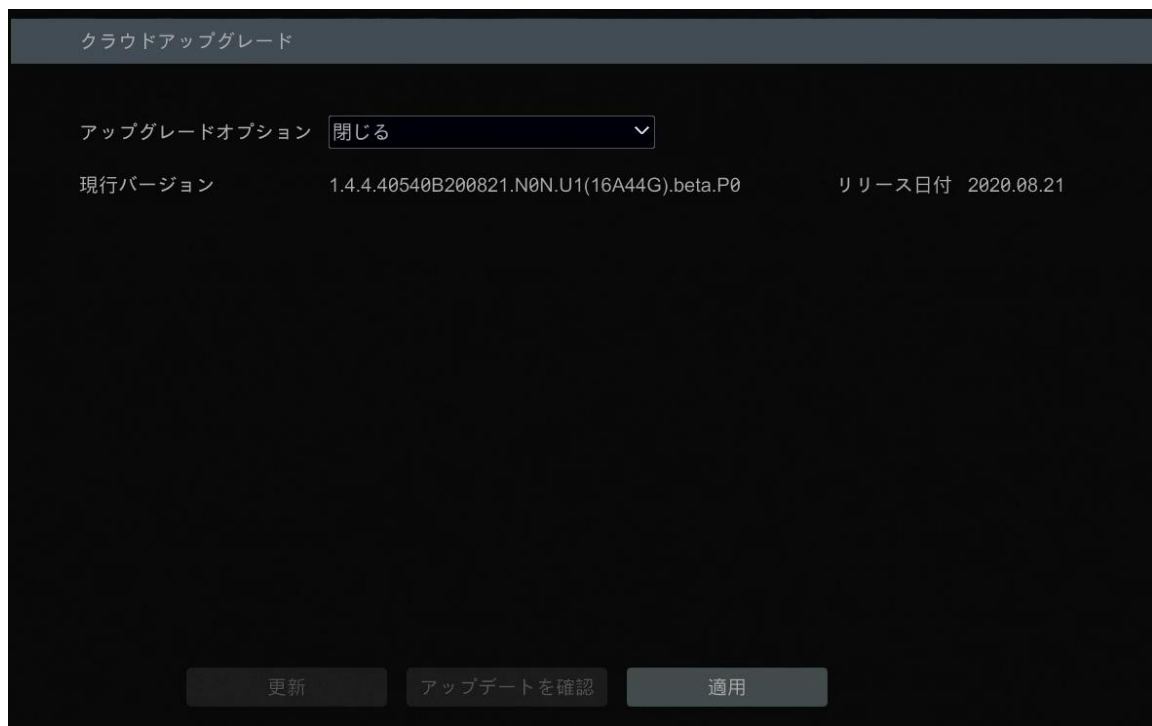 クラウドアップグレード
アップグレードオプション 閉じる
現行バージョン 1.4.4.40540B200821.N0N.U1(16A44G).beta.P0 リリース日付 2020.08.21
更新 アップデートを確認 適用